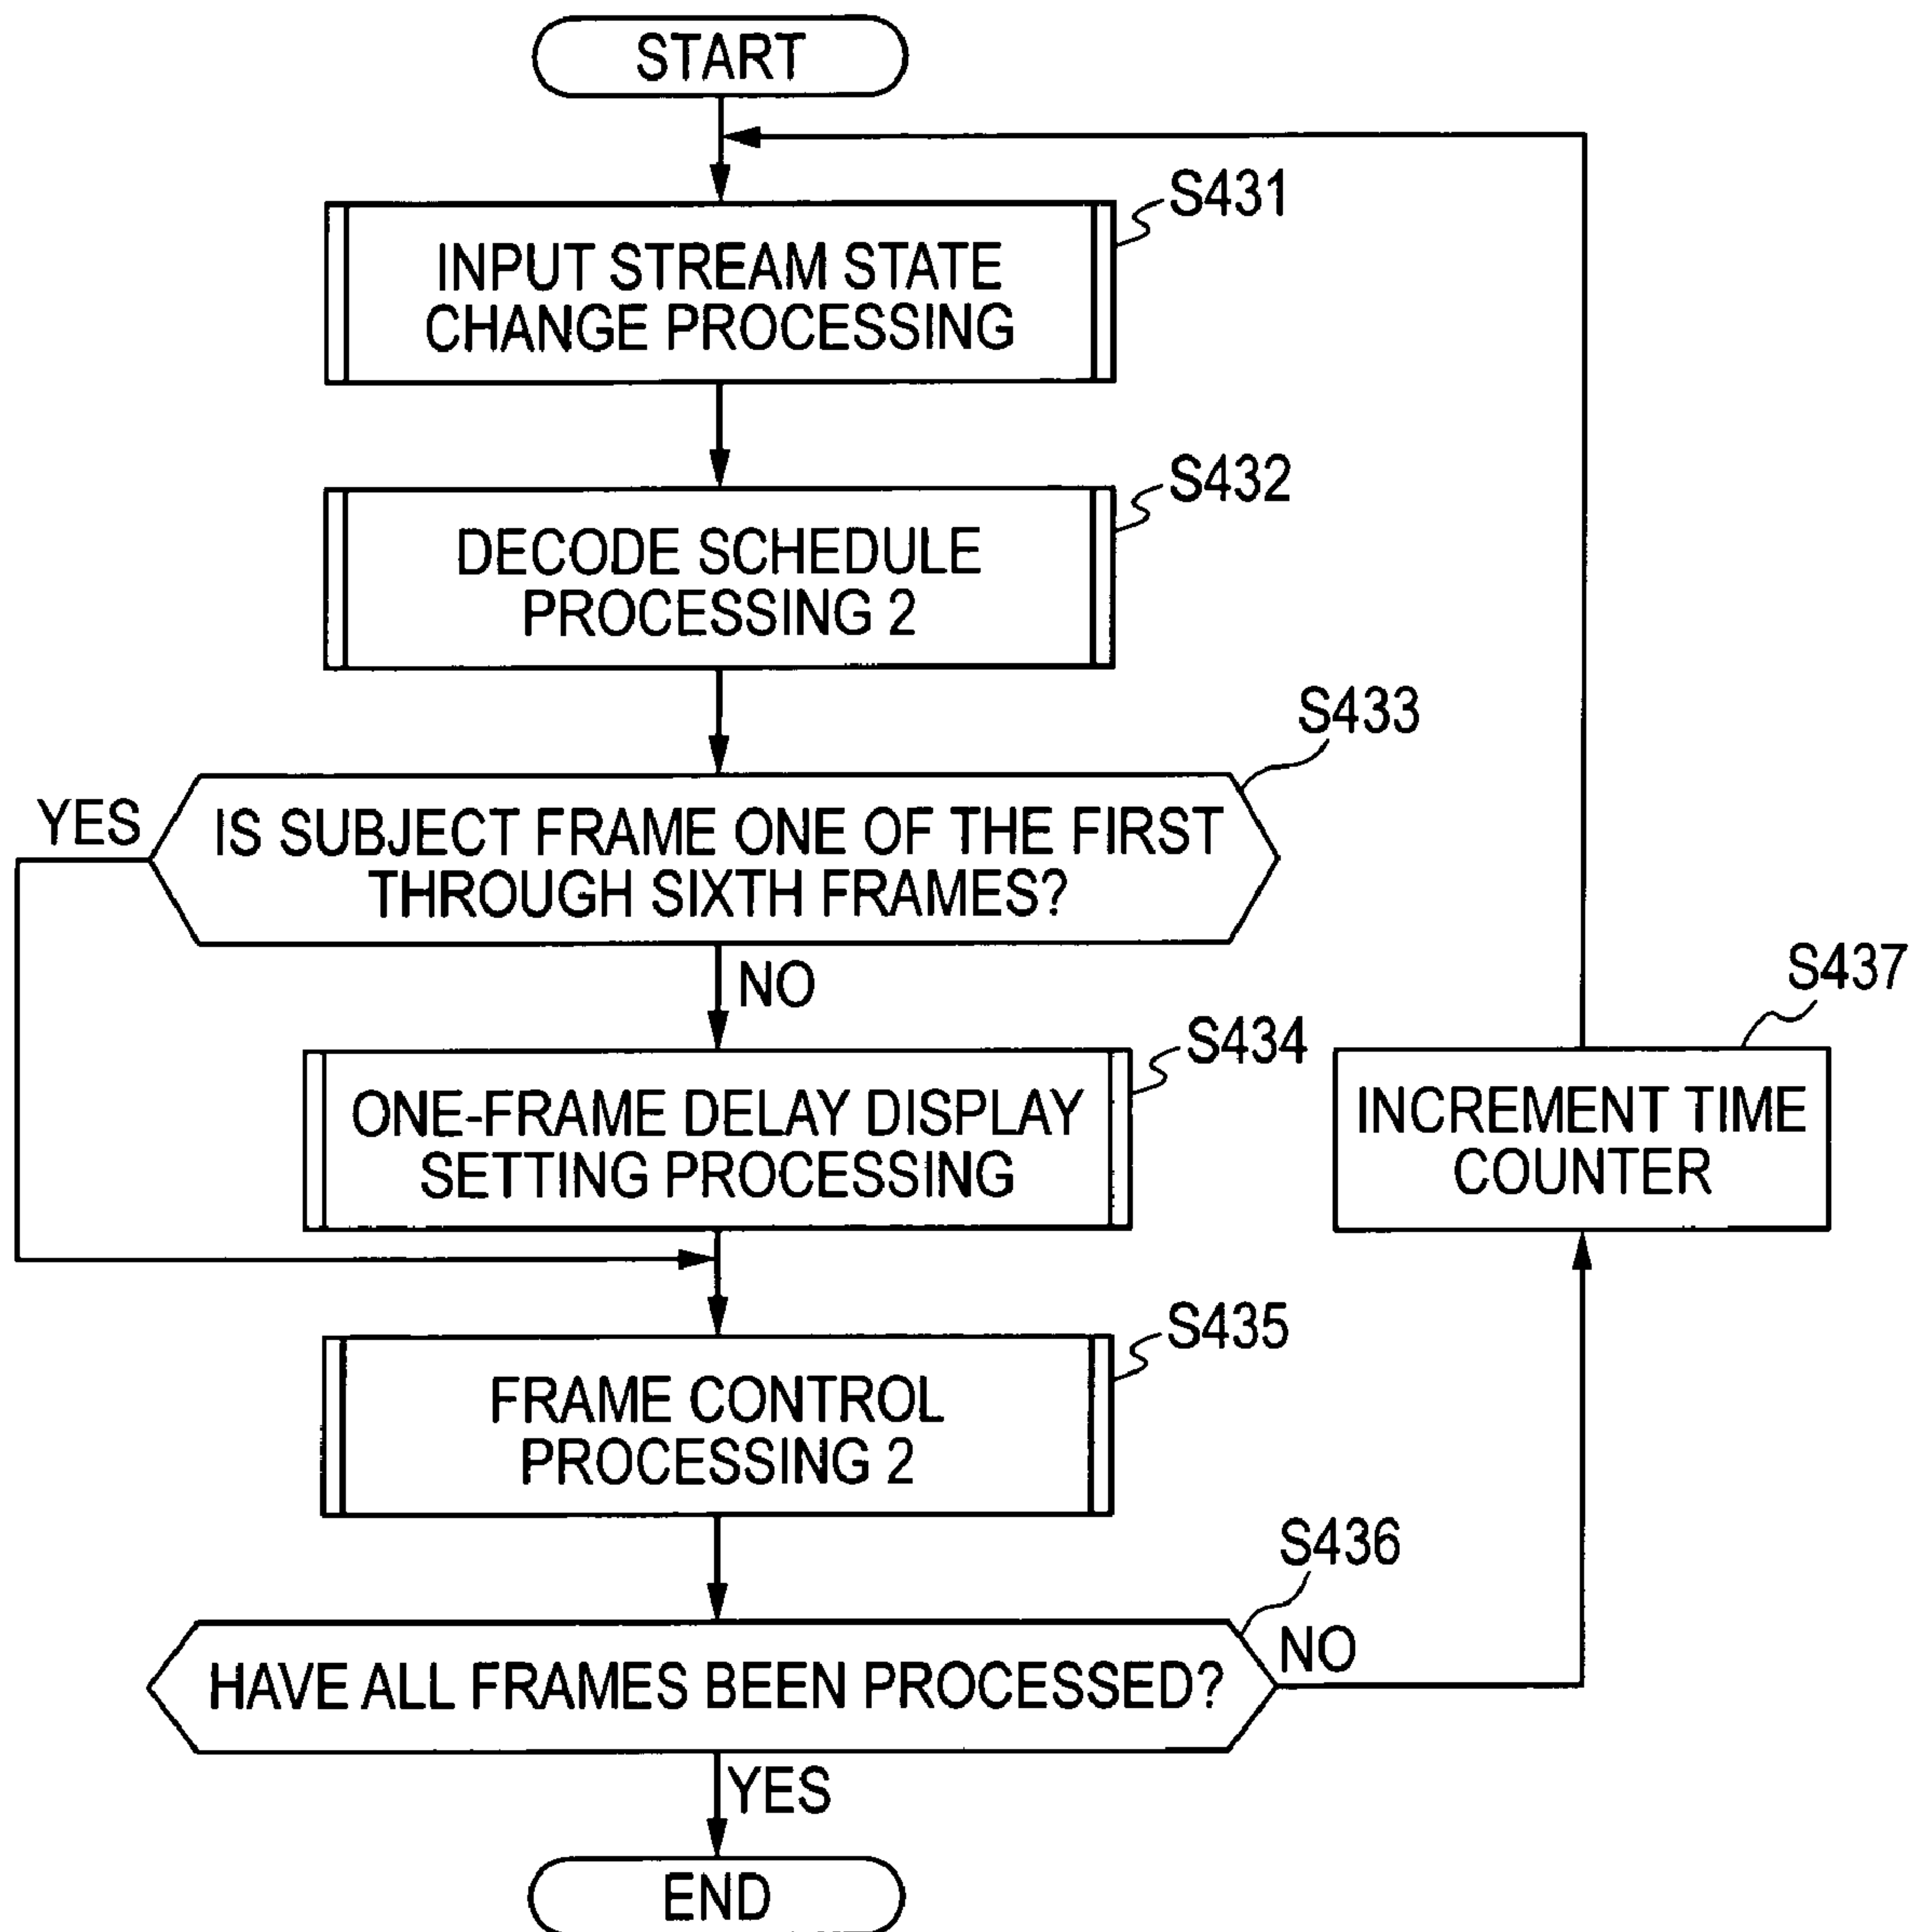 START
S431
INPUT STREAM STATE
CHANGE PROCESSING
S432
DECODE SCHEDULE
PROCESSING 2
S433
YES
IS SUBJECT FRAME ONE OF THE FIRST
THROUGH SIXTH FRAMES?
NO
S434
ONE-FRAME DELAY DISPLAY
SETTING PROCESSING
S437
INCREMENT TIME
COUNTER
S435
FRAME CONTROL
PROCESSING 2
S436
HAVE ALL FRAMES BEEN PROCESSED?
NO
YES
END